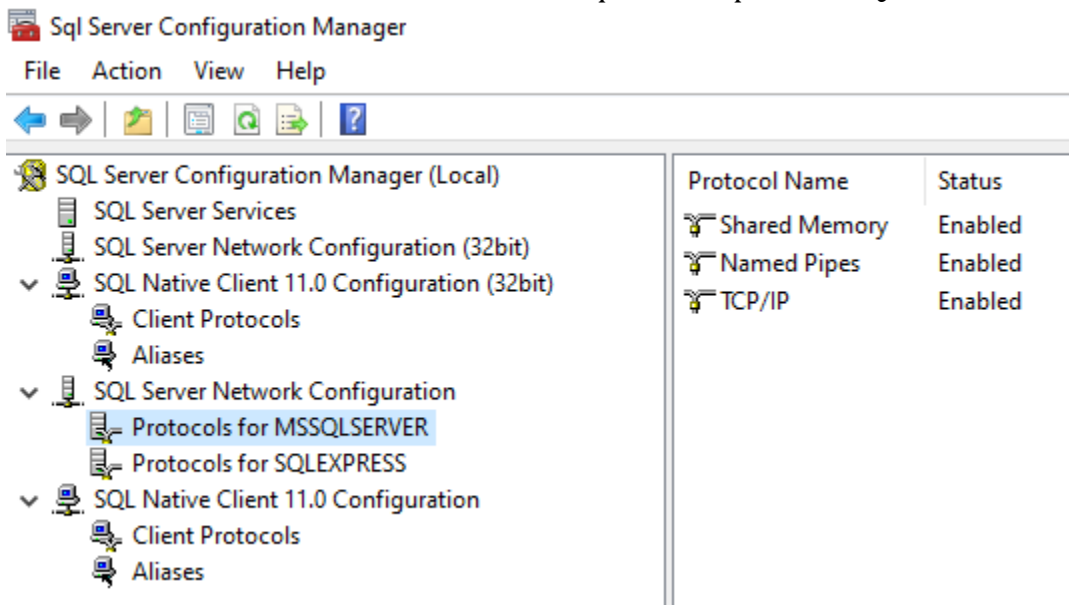 Sql Server Configuration Manager
File Action View Help
SQL Server Configuration Manager (Local)
SQL Server Services
SQL Server Network Configuration (32bit)
SQL Native Client 11.0 Configuration (32bit)
Client Protocols
Aliases
SQL Server Network Configuration
Protocols for MSSQLSERVER
Protocols for SQLEXPRESS
SQL Native Client 11.0 Configuration
Client Protocols
Aliases
Protocol Name Status
Shared Memory Enabled
Named Pipes Enabled
TCP/IP Enabled